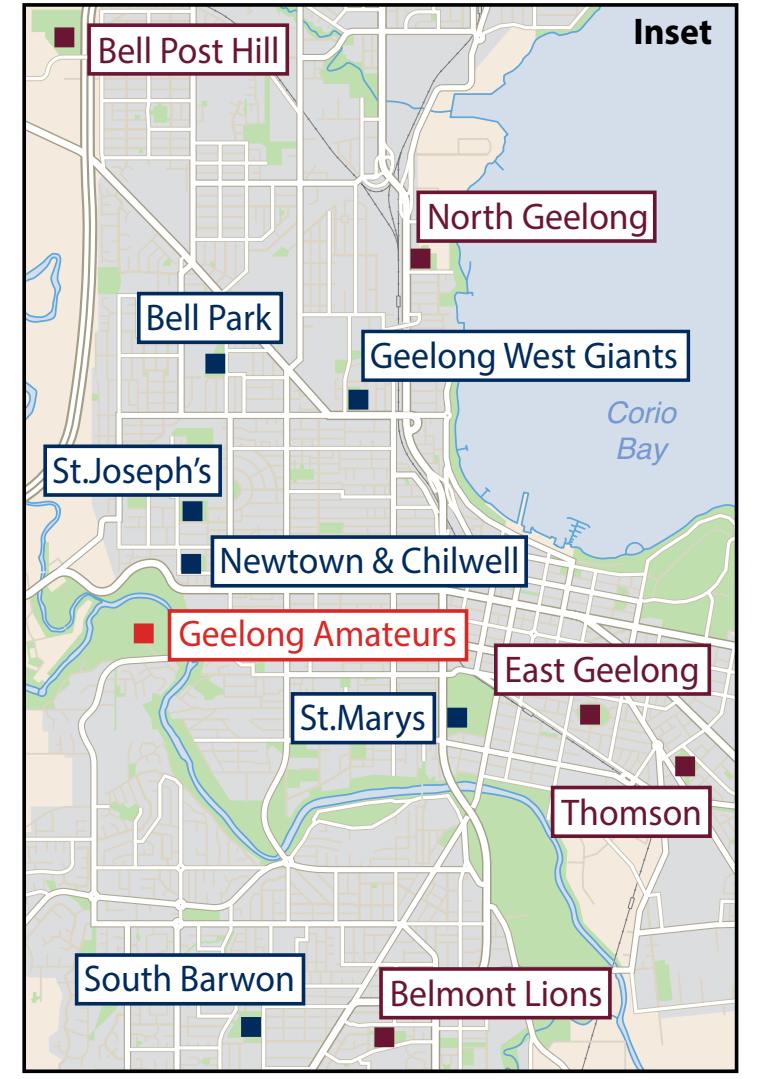 Inset
Bell Post Hill
North Geelong
Bell Park
Geelong West Giants
Corio
Bay
St.Joseph's
Newtown & Chilwell
Geelong Amateurs
East Geelong
St.Marys
Thomson
South Barwon
Belmont Lions